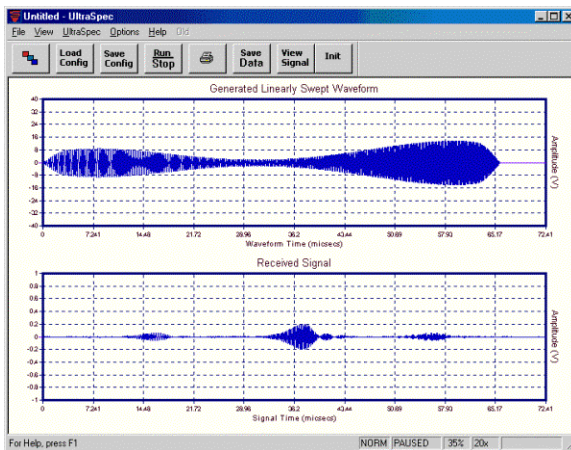 Untitled - UltraSpec
File View UltraSpec Options Help Old
Load Config
Save Config
Run Stop
Save Data
View Signal
Init
Generated Linearly Swept Waveform
40
32
24
16
8
0
-8
-16
-24
-32
-40
Amplitude (V)
0 7.241 14.48 21.72 28.96 36.2 43.44 50.69 57.93 65.17 72.41
Waveform Time (micsecs)
Received Signal
1
0.8
0.6
0.4
0.2
0
-0.2
-0.4
-0.6
-0.8
-1
Amplitude (V)
0 7.241 14.48 21.72 28.96 36.2 43.44 50.69 57.93 65.17 72.41
Signal Time (micsecs)
For Help, press F1
NORM PAUSED 35% 20x